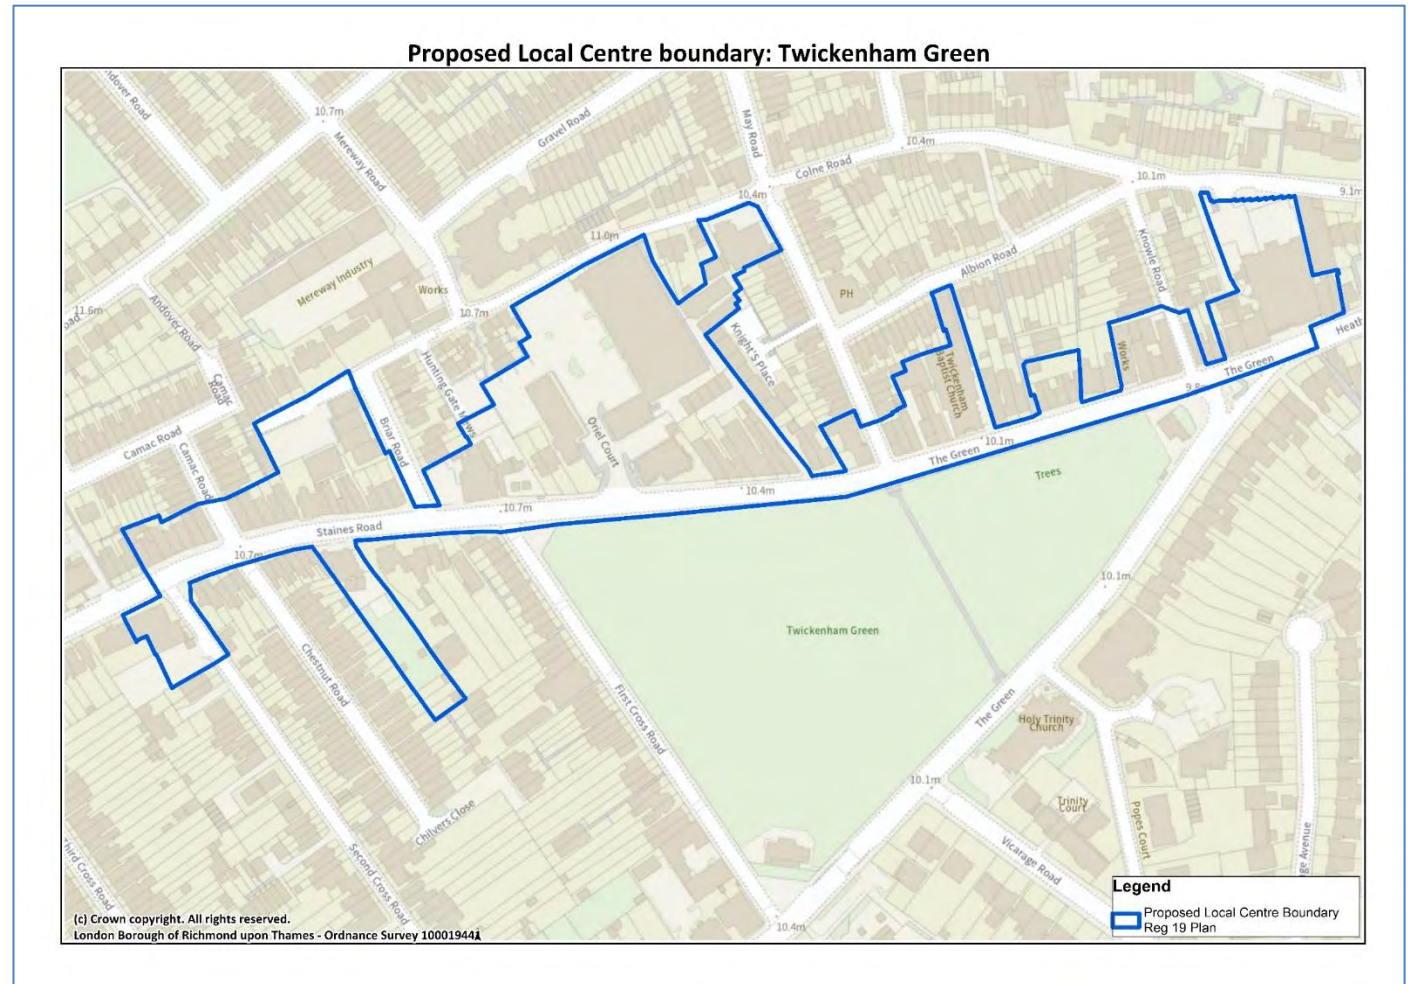 Proposed Local Centre boundary: Twickenham Green
Andover Road
10.7m
Mereway Road
Gravel Road
May Road
10.4m
Colne Road
10.1m
9.1m
10.4m
11.0m
Knowle Road
Albion Road
Mereway Industry
Works
PH
11.6m
Andover Road
10.7m
Heath
Knight'S Place
Hunting Gate Mews
Works
The Green
Twickenham
Baptist Church
Camac
Road
9.8m
Briar Road
Oriel Court
Camac Road
Camac Road
10.1m
The Green
Trees
10.4m
10.7m
Staines Road
10.7m
10.1m
Twickenham Green
Chestnut Road
First Cross Road
The Green
Holy Trinity
Church
10.1m
Trinity
Court
Popes Court
Chilvers Close
Vicarage Road
Third Cross Road
Second Cross Road
Legend
Proposed Local Centre Boundary
Reg 19 Plan
(c) Crown copyright. All rights reserved.
London Borough of Richmond upon Thames - Ordnance Survey 100019441
10.4m